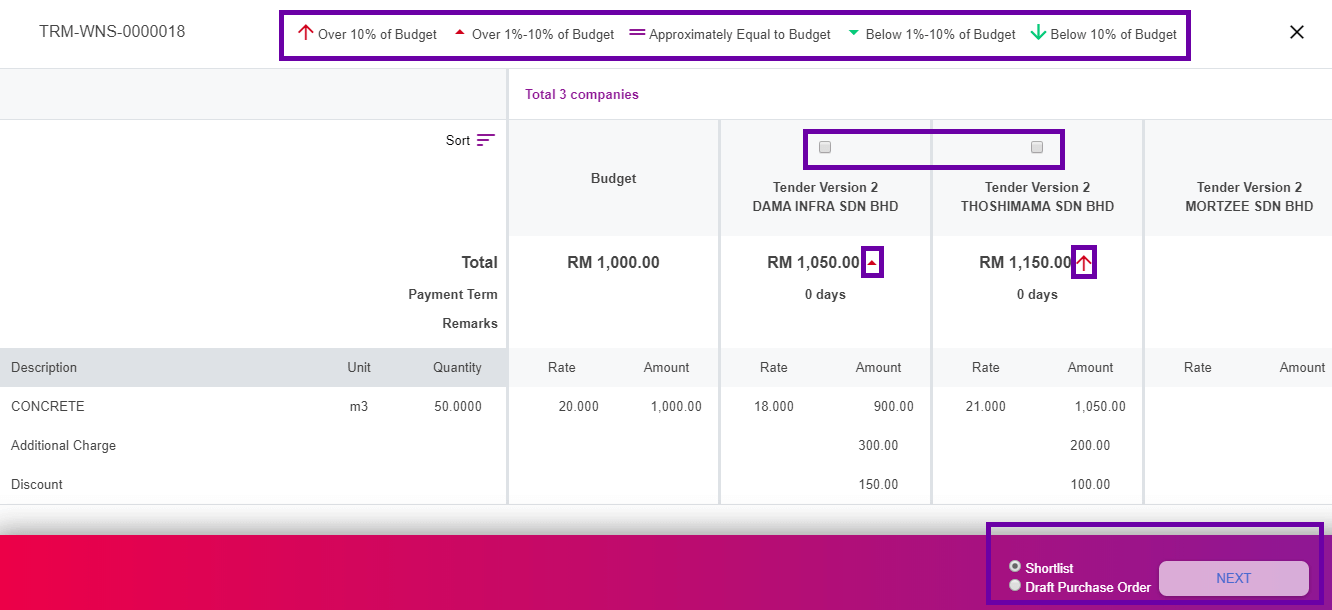 TRM-WNS-0000018
Over 10% of Budget Over 1%-10% of Budget Approximately Equal to Budget Below 1%-10% of Budget Below 10% of Budget
Total 3 companies
Sort
Budget
Tender Version 2 Tender Version 2 Tender Version 2
DAMA INFRA SDN BHD THOSHIMAMA SDN BHD MORTZEE SDN BHD
Total RM 1,000.00 RM 1,050.00 RM 1,150.00
Payment Term 0 days 0 days
Remarks
Description Unit Quantity Rate Amount Rate Amount Rate Amount Rate Amount
CONCRETE m3 50.0000 20.000 1,000.00 18.000 900.00 21.000 1,050.00
Additional Charge 300.00 200.00
Discount 150.00 100.00
Shortlist
Draft Purchase Order
NEXT